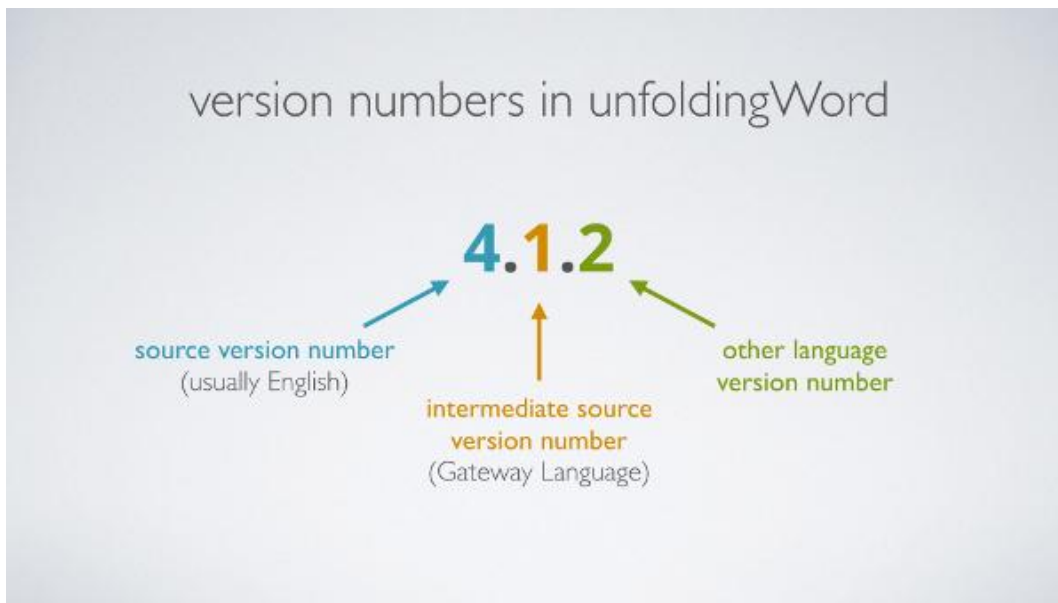 version numbers in unfoldingWord
4.1.2
source version number
(usually English)
intermediate source
version number
(Gateway Language)
other language
version number